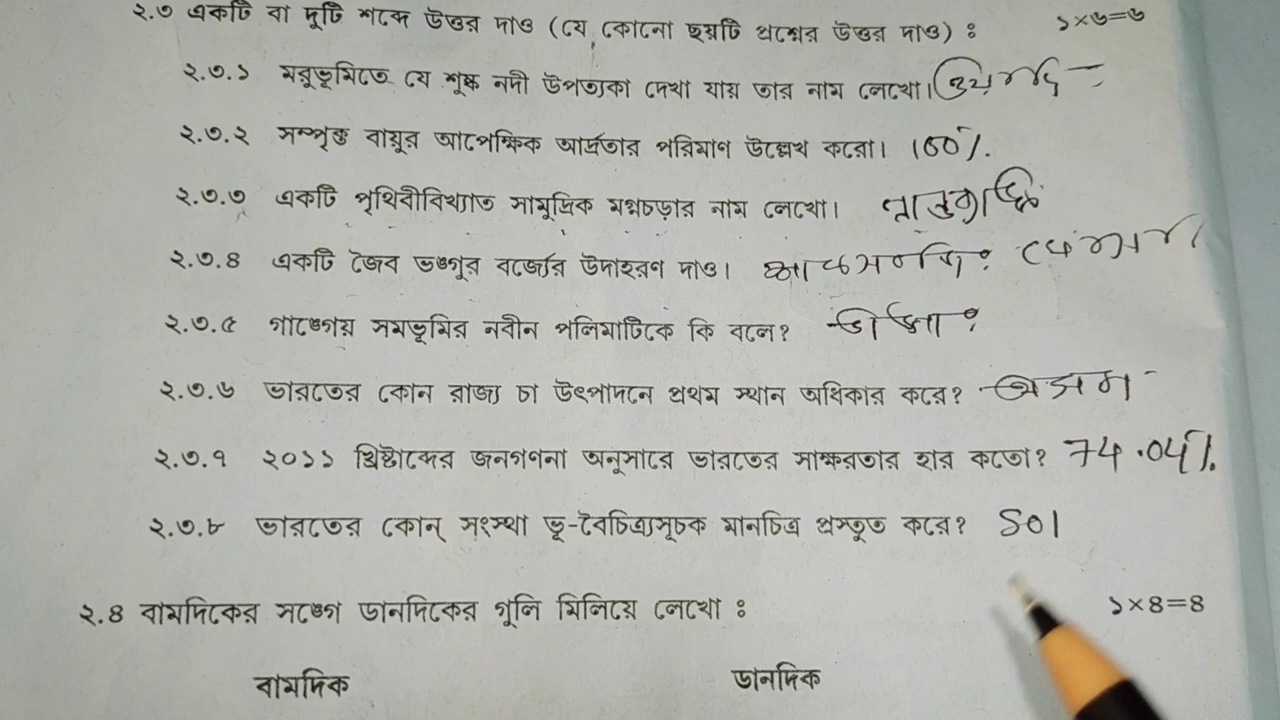 ২.৩ একটি বা দুটি শব্দে উত্তর দাও (যে কোনো ছয়টি প্রশ্নের উত্তর দাও) : ১×৬=৬
২.৩.১ মরুভূমিতে যে শুষ্ক নদী উপত্যকা দেখা যায় তার নাম লেখো।
২.৩.২ সম্পৃক্ত বায়ুর আপেক্ষিক আর্দ্রতার পরিমাণ উল্লেখ করো। 100%.
২.৩.৩ একটি পৃথিবীবিখ্যাত সামুদ্রিক মগ্নচড়ার নাম লেখো।
২.৩.৪ একটি জৈব ভঙ্গুর বর্জ্যের উদাহরণ দাও।
২.৩.৫ গাঙ্গেয় সমভূমির নবীন পলিমাটিকে কি বলে?
২.৩.৬ ভারতের কোন রাজ্য চা উৎপাদনে প্রথম স্থান অধিকার করে? অসম
২.৩.৭ ২০১১ খ্রিষ্টাব্দের জনগণনা অনুসারে ভারতের সাক্ষরতার হার কতো? 74.04%.
২.৩.৮ ভারতের কোন্ সংস্থা ভূ-বৈচিত্র্যসূচক মানচিত্র প্রস্তুত করে? SOI
২.৪ বামদিকের সঙ্গে ডানদিকের গুলি মিলিয়ে লেখো : ১×৪=৪
বামদিক ডানদিক